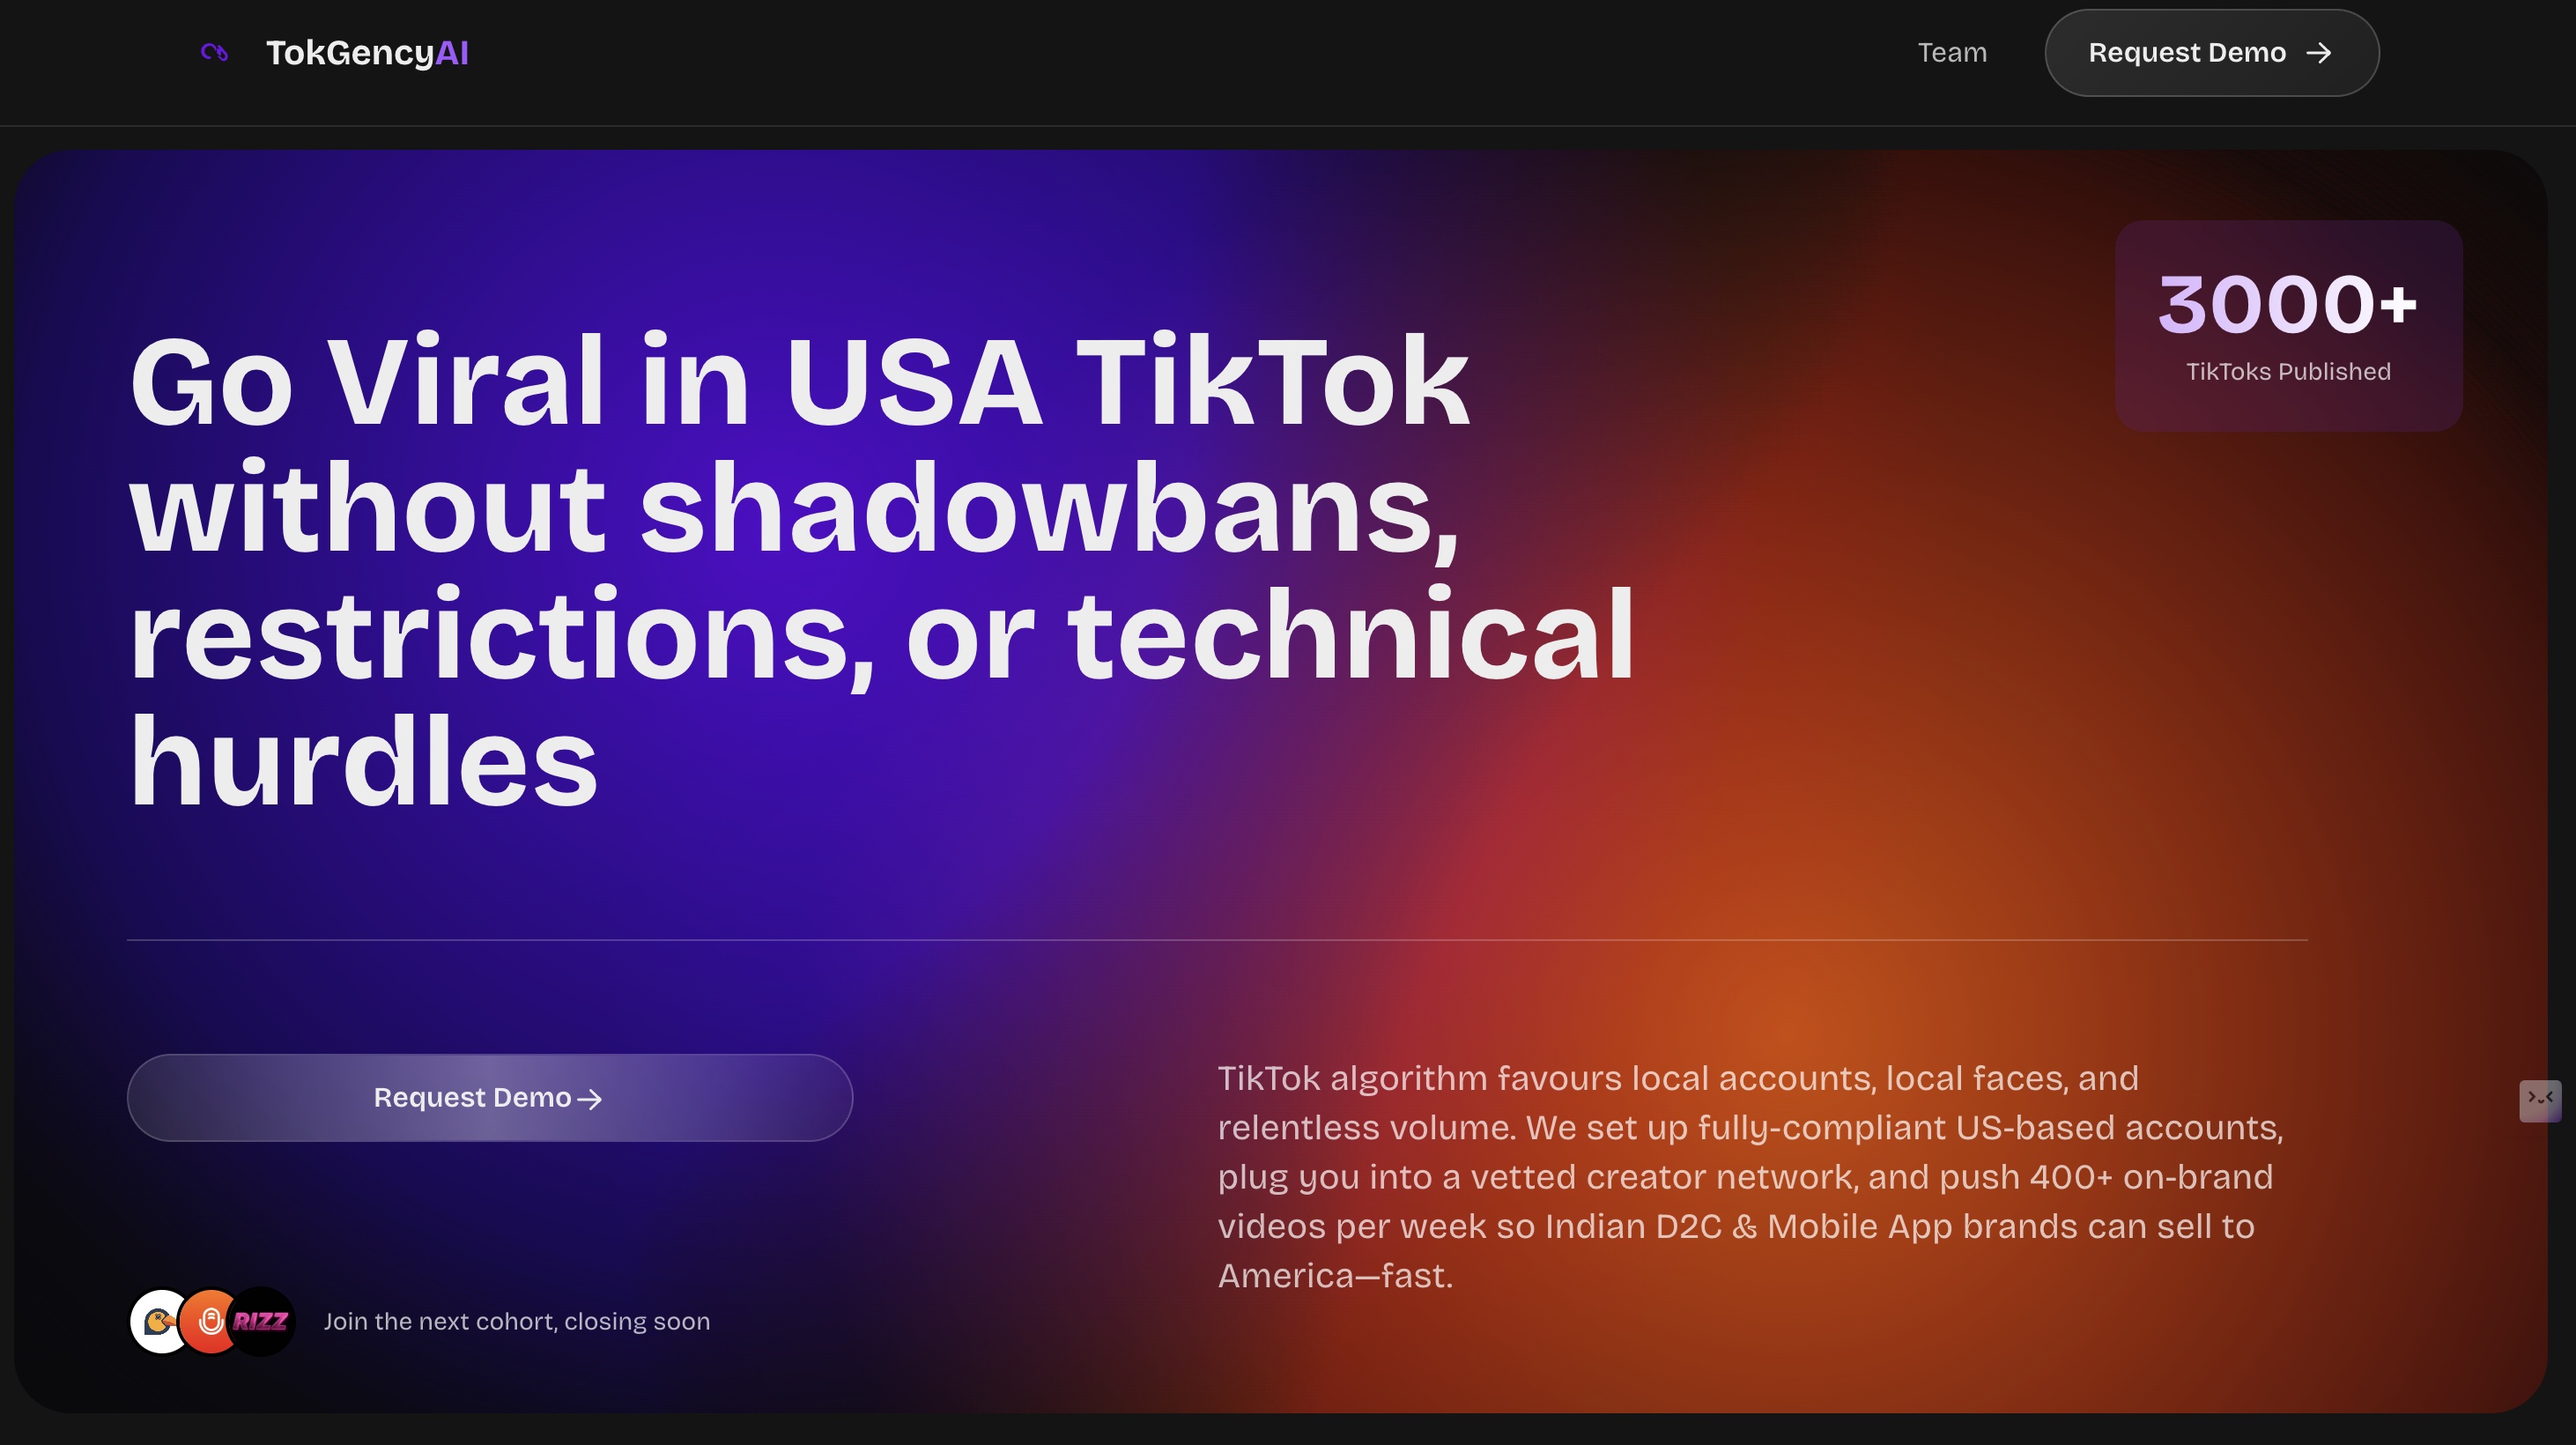 TokGencyAI
Team
Request Demo
3000+
TikToks Published
Go Viral in USA TikTok
without shadowbans,
restrictions, or technical
hurdles
Request Demo
TikTok algorithm favours local accounts, local faces, and
relentless volume. We set up fully-compliant US-based accounts,
plug you into a vetted creator network, and push 400+ on-brand
videos per week so Indian D2C & Mobile App brands can sell to
America—fast.
RIZZ
Join the next cohort, closing soon